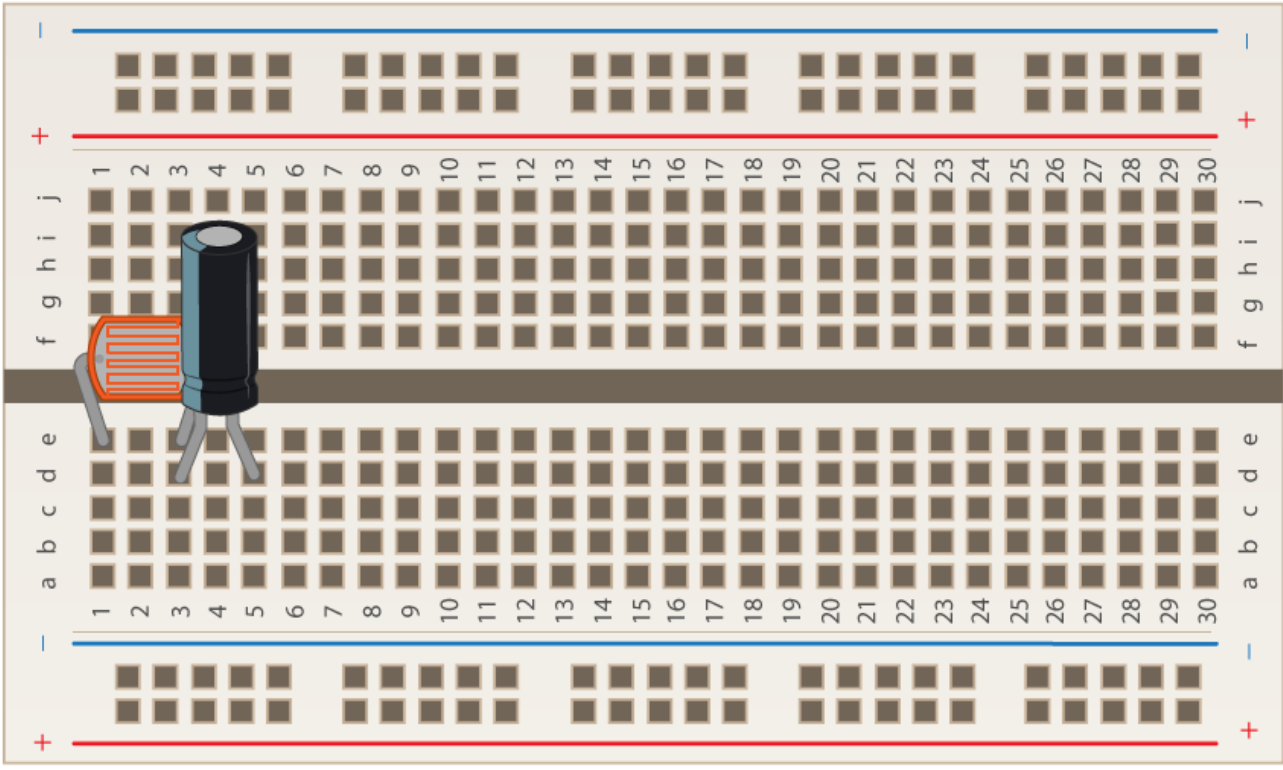 − −
+ +
1 2 3 4 5 6 7 8 9 10 11 12 13 14 15 16 17 18 19 20 21 22 23 24 25 26 27 28 29 30
j j
i i
h h
g g
f f
e e
d d
c c
b b
a a
1 2 3 4 5 6 7 8 9 10 11 12 13 14 15 16 17 18 19 20 21 22 23 24 25 26 27 28 29 30
− −
+ +